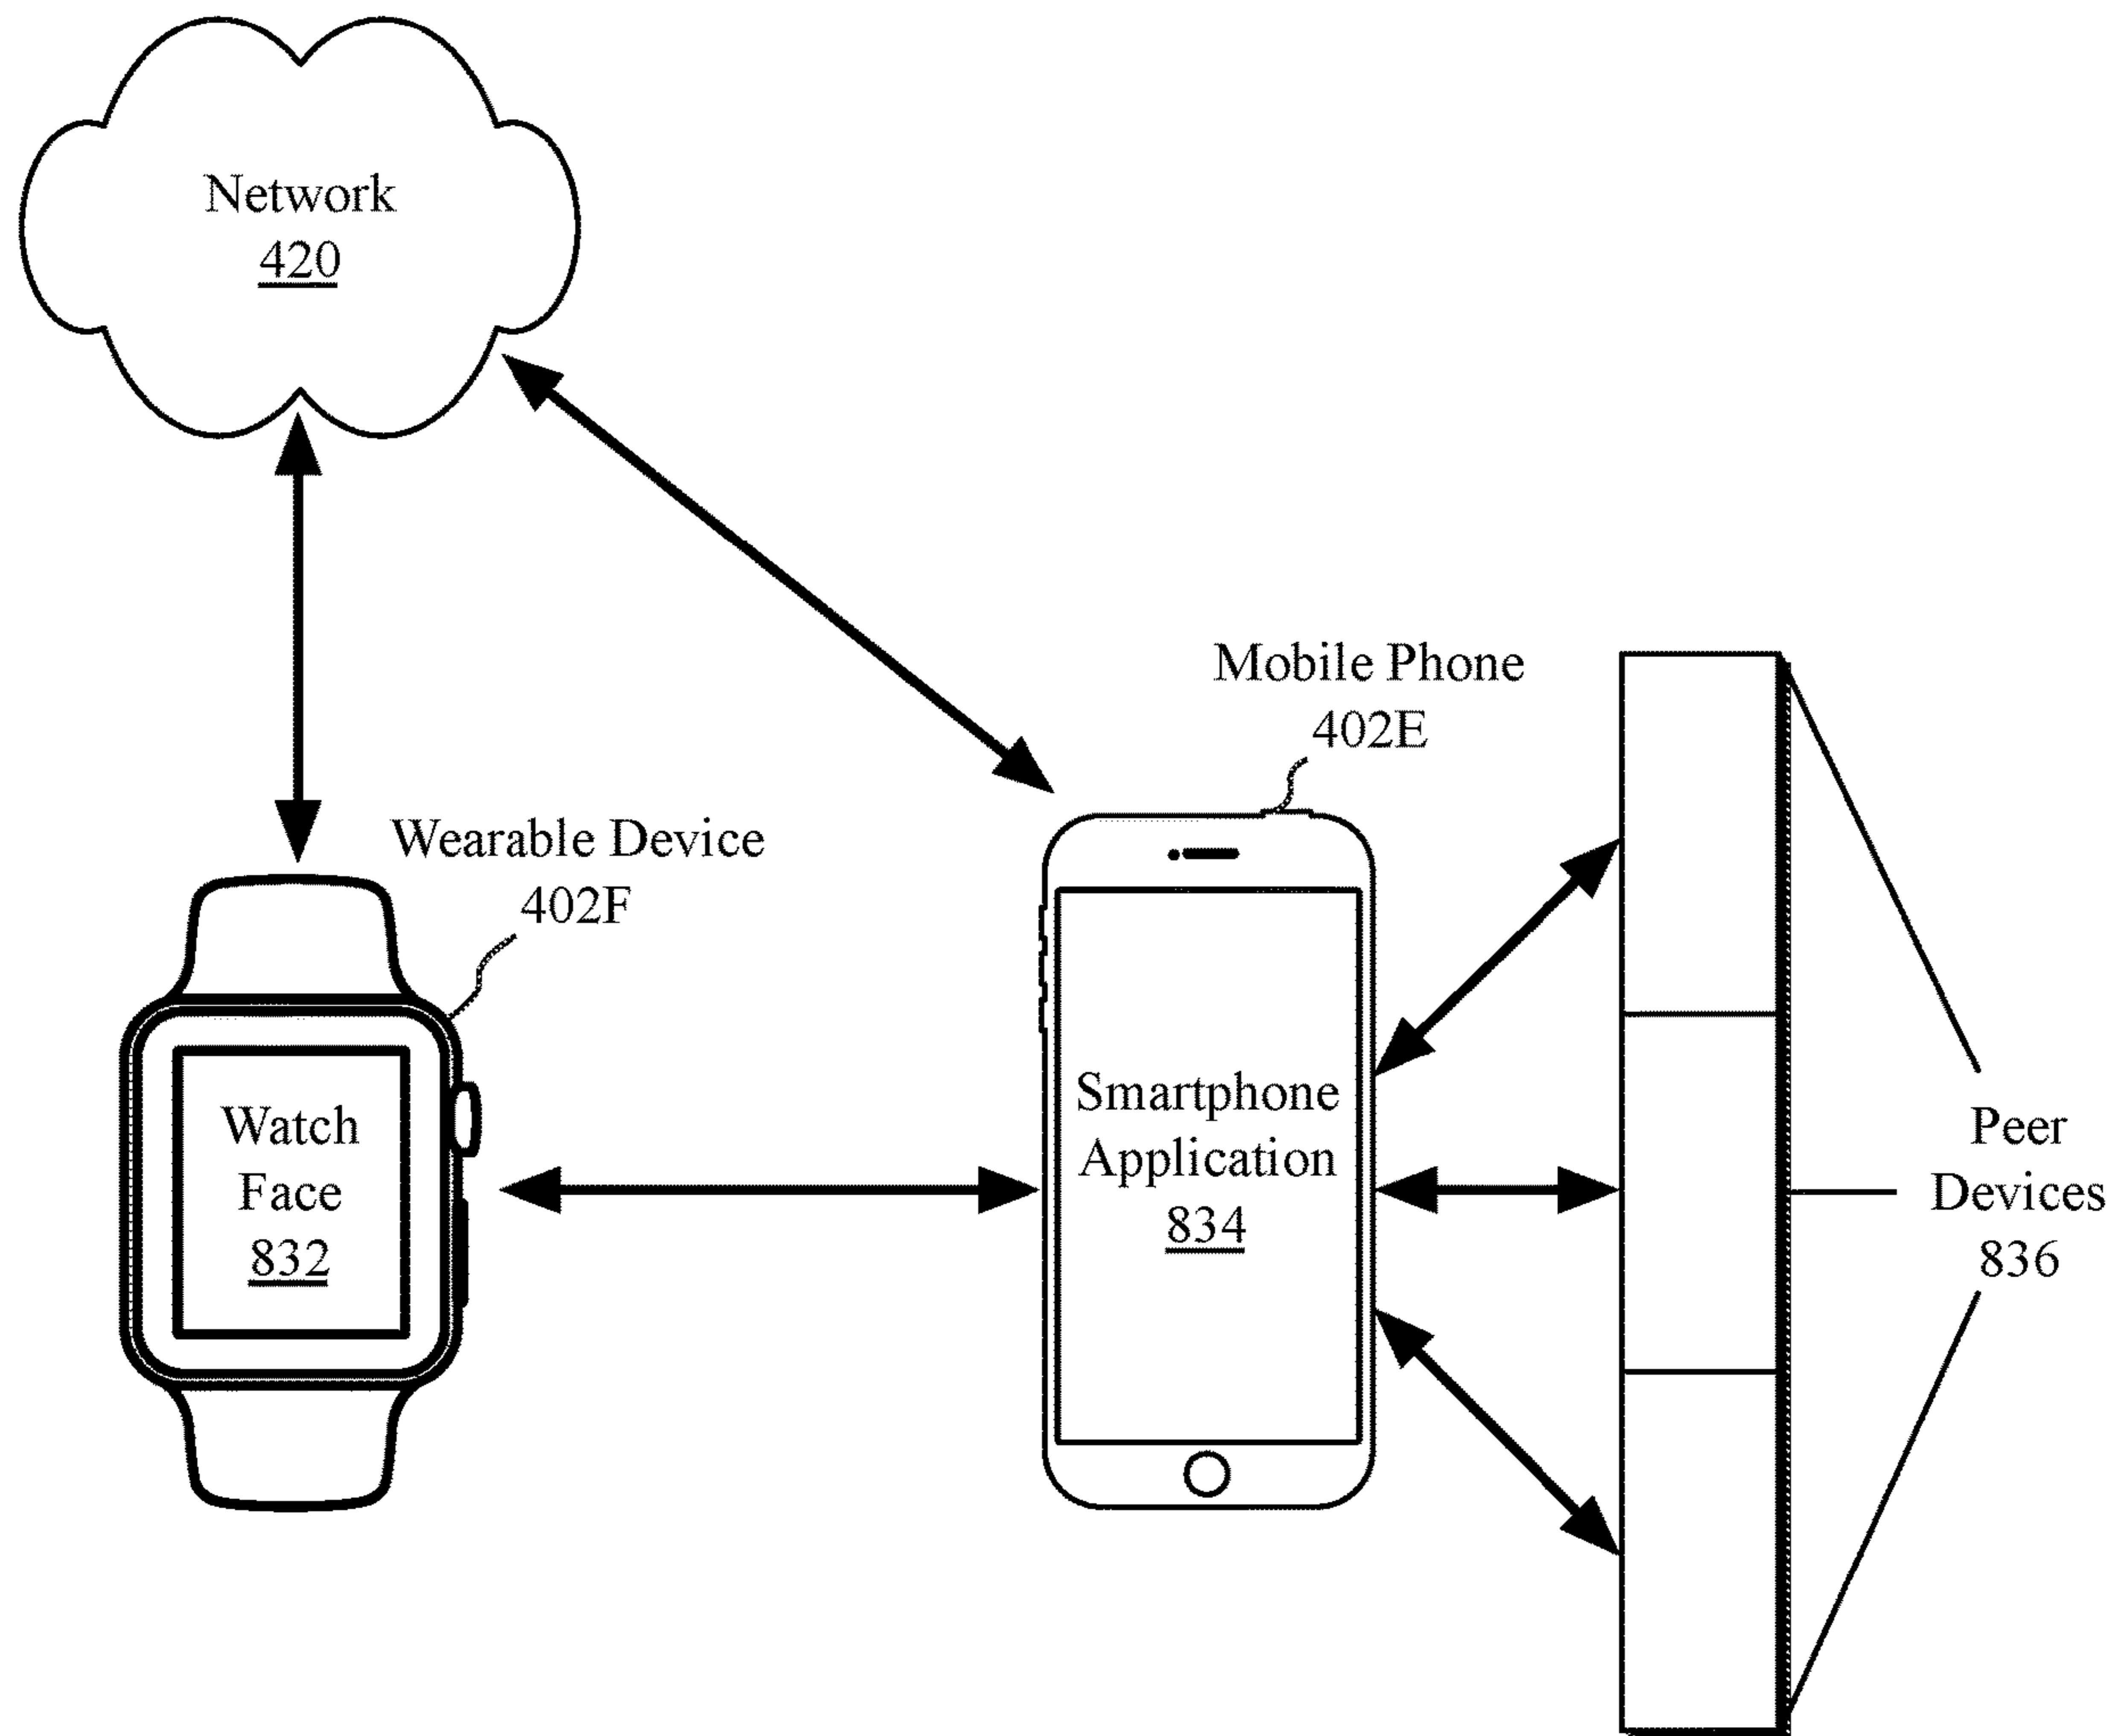 Network
420
Mobile Phone
402E
Wearable Device
402F
Watch
Face
832
Smartphone
Application
834
Peer
Devices
836